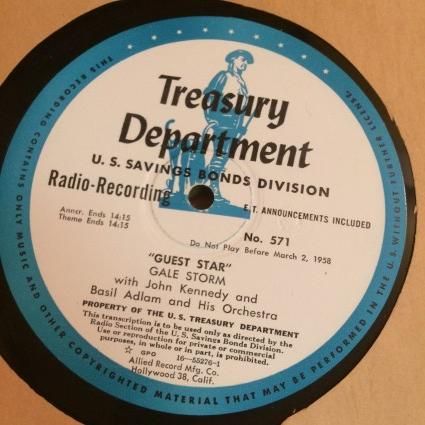 Treasury
Department
U. S. SAVINGS BONDS DIVISION
Radio-Recording
E.T. ANNOUNCEMENTS INCLUDED
Anncr. Ends 14:15
Theme Ends 14:15
No. 571
Do Not Play Before March 2, 1958
"GUEST STAR"
GALE STORM
with John Kennedy and
Basil Adlam and His Orchestra
PROPERTY OF THE U. S. TREASURY DEPARTMENT
This transcription is to be used only as directed by the
Radio Section of the U. S. Savings Bonds Division.
Use or reproduction for private or commercial
purposes, in whole or in part, is prohibited.
☆ GPO 16—55276-1
Allied Record Mfg. Co.
Hollywood 38, Calif.
THIS RECORDING CONTAINS ONLY MUSIC AND OTHER COPYRIGHTED MATERIAL THAT MAY BE PERFORMED IN THE U.S. WITHOUT FURTHER LICENSE.